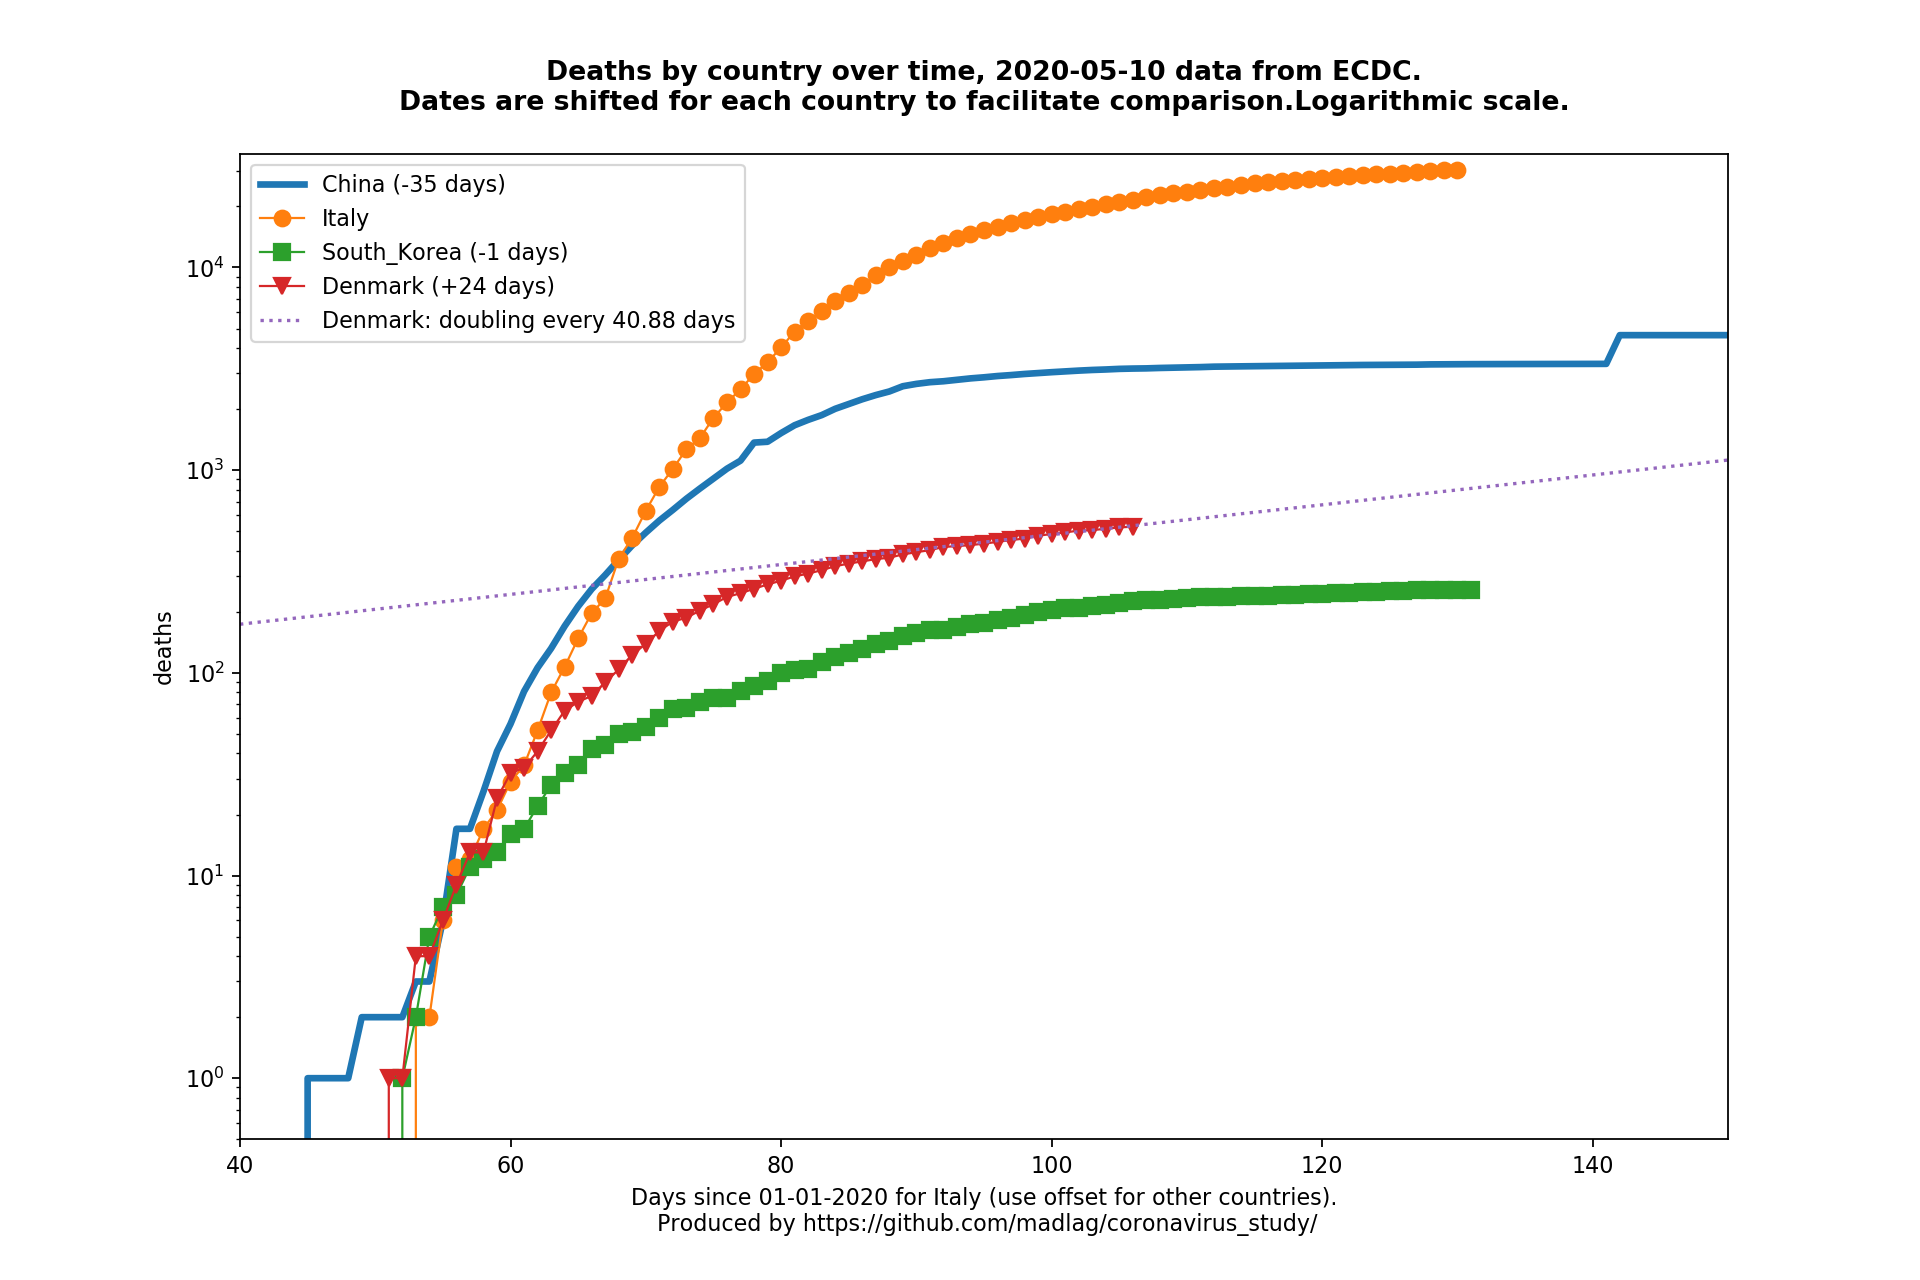 Deaths by country over time, 2020-05-10 data from ECDC.
Dates are shifted for each country to facilitate comparison.Logarithmic scale.
China (-35 days)
Italy
South_Korea (-1 days)
Denmark (+24 days)
Denmark: doubling every 40.88 days
deaths
10⁴
10³
10²
10¹
10⁰
40 60 80 100 120 140
Days since 01-01-2020 for Italy (use offset for other countries).
Produced by https://github.com/madlag/coronavirus_study/